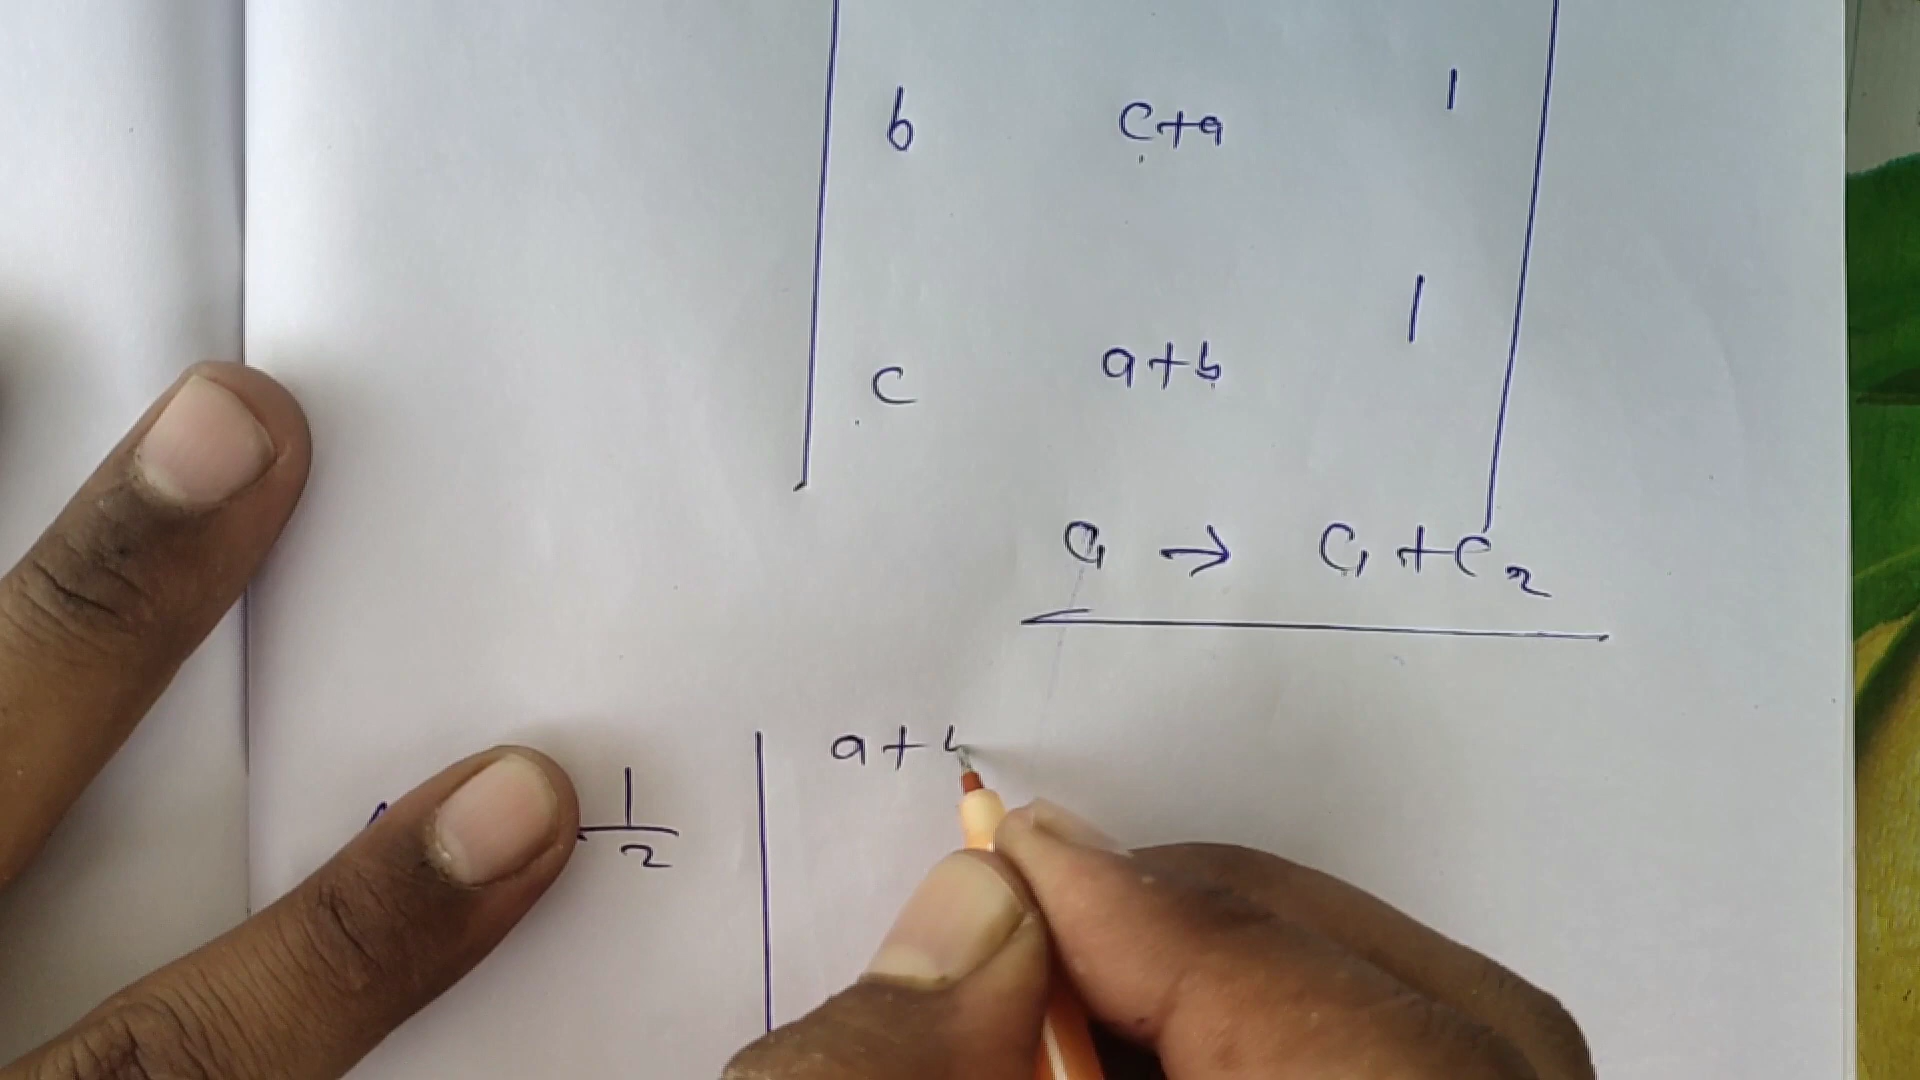 b c+a 1
c a+b 1
C1 → C1+C2
1/2 | a+b